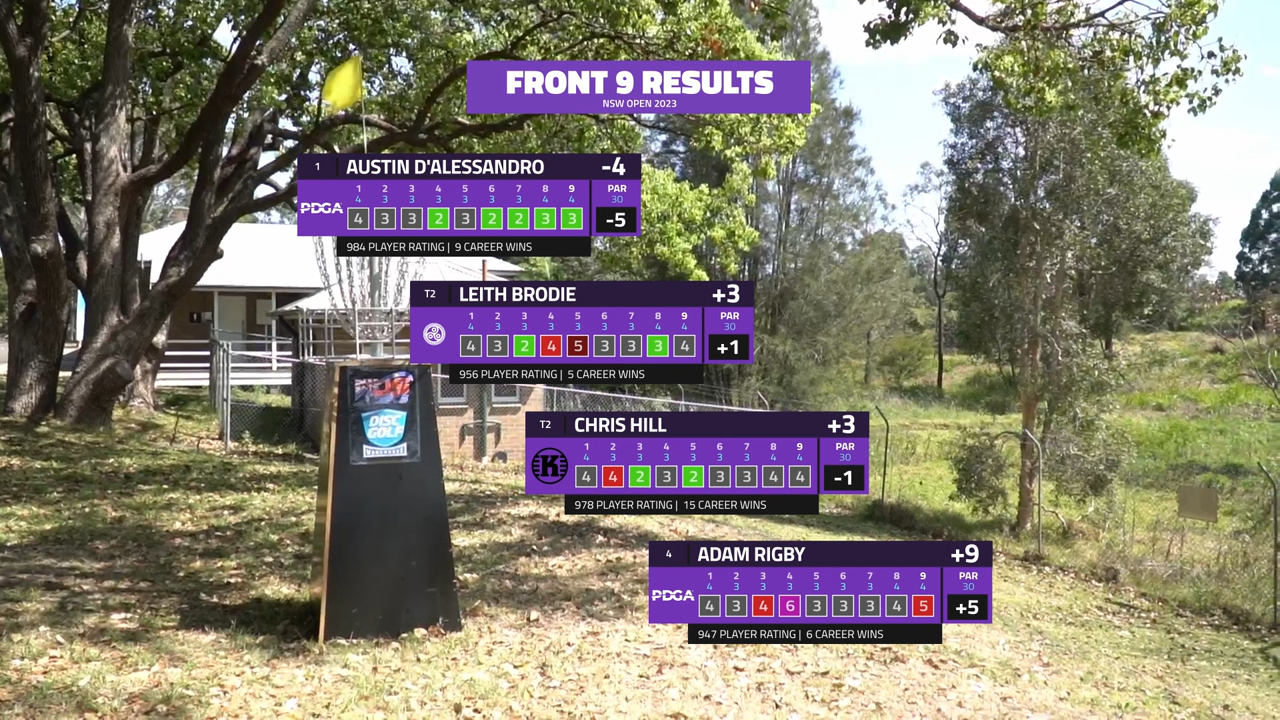 FRONT 9 RESULTS
NSW OPEN 2023
1 AUSTIN D'ALESSANDRO -4
1 2 3 4 5 6 7 8 9 PAR
4 3 3 3 3 3 3 4 4 30
PDGA 4 3 3 2 3 2 2 3 3 -5
984 PLAYER RATING | 9 CAREER WINS
T2 LEITH BRODIE +3
1 2 3 4 5 6 7 8 9 PAR
4 3 3 3 3 3 3 4 4 30
4 3 2 4 5 3 3 3 4 +1
956 PLAYER RATING | 5 CAREER WINS
DISC
GOLF
T2 CHRIS HILL +3
1 2 3 4 5 6 7 8 9 PAR
4 3 3 3 3 3 3 4 4 30
K 4 4 2 3 2 3 3 4 4 -1
978 PLAYER RATING | 15 CAREER WINS
4 ADAM RIGBY +9
1 2 3 4 5 6 7 8 9 PAR
4 3 3 3 3 3 3 4 4 30
PDGA 4 3 4 6 3 3 3 4 5 +5
947 PLAYER RATING | 6 CAREER WINS